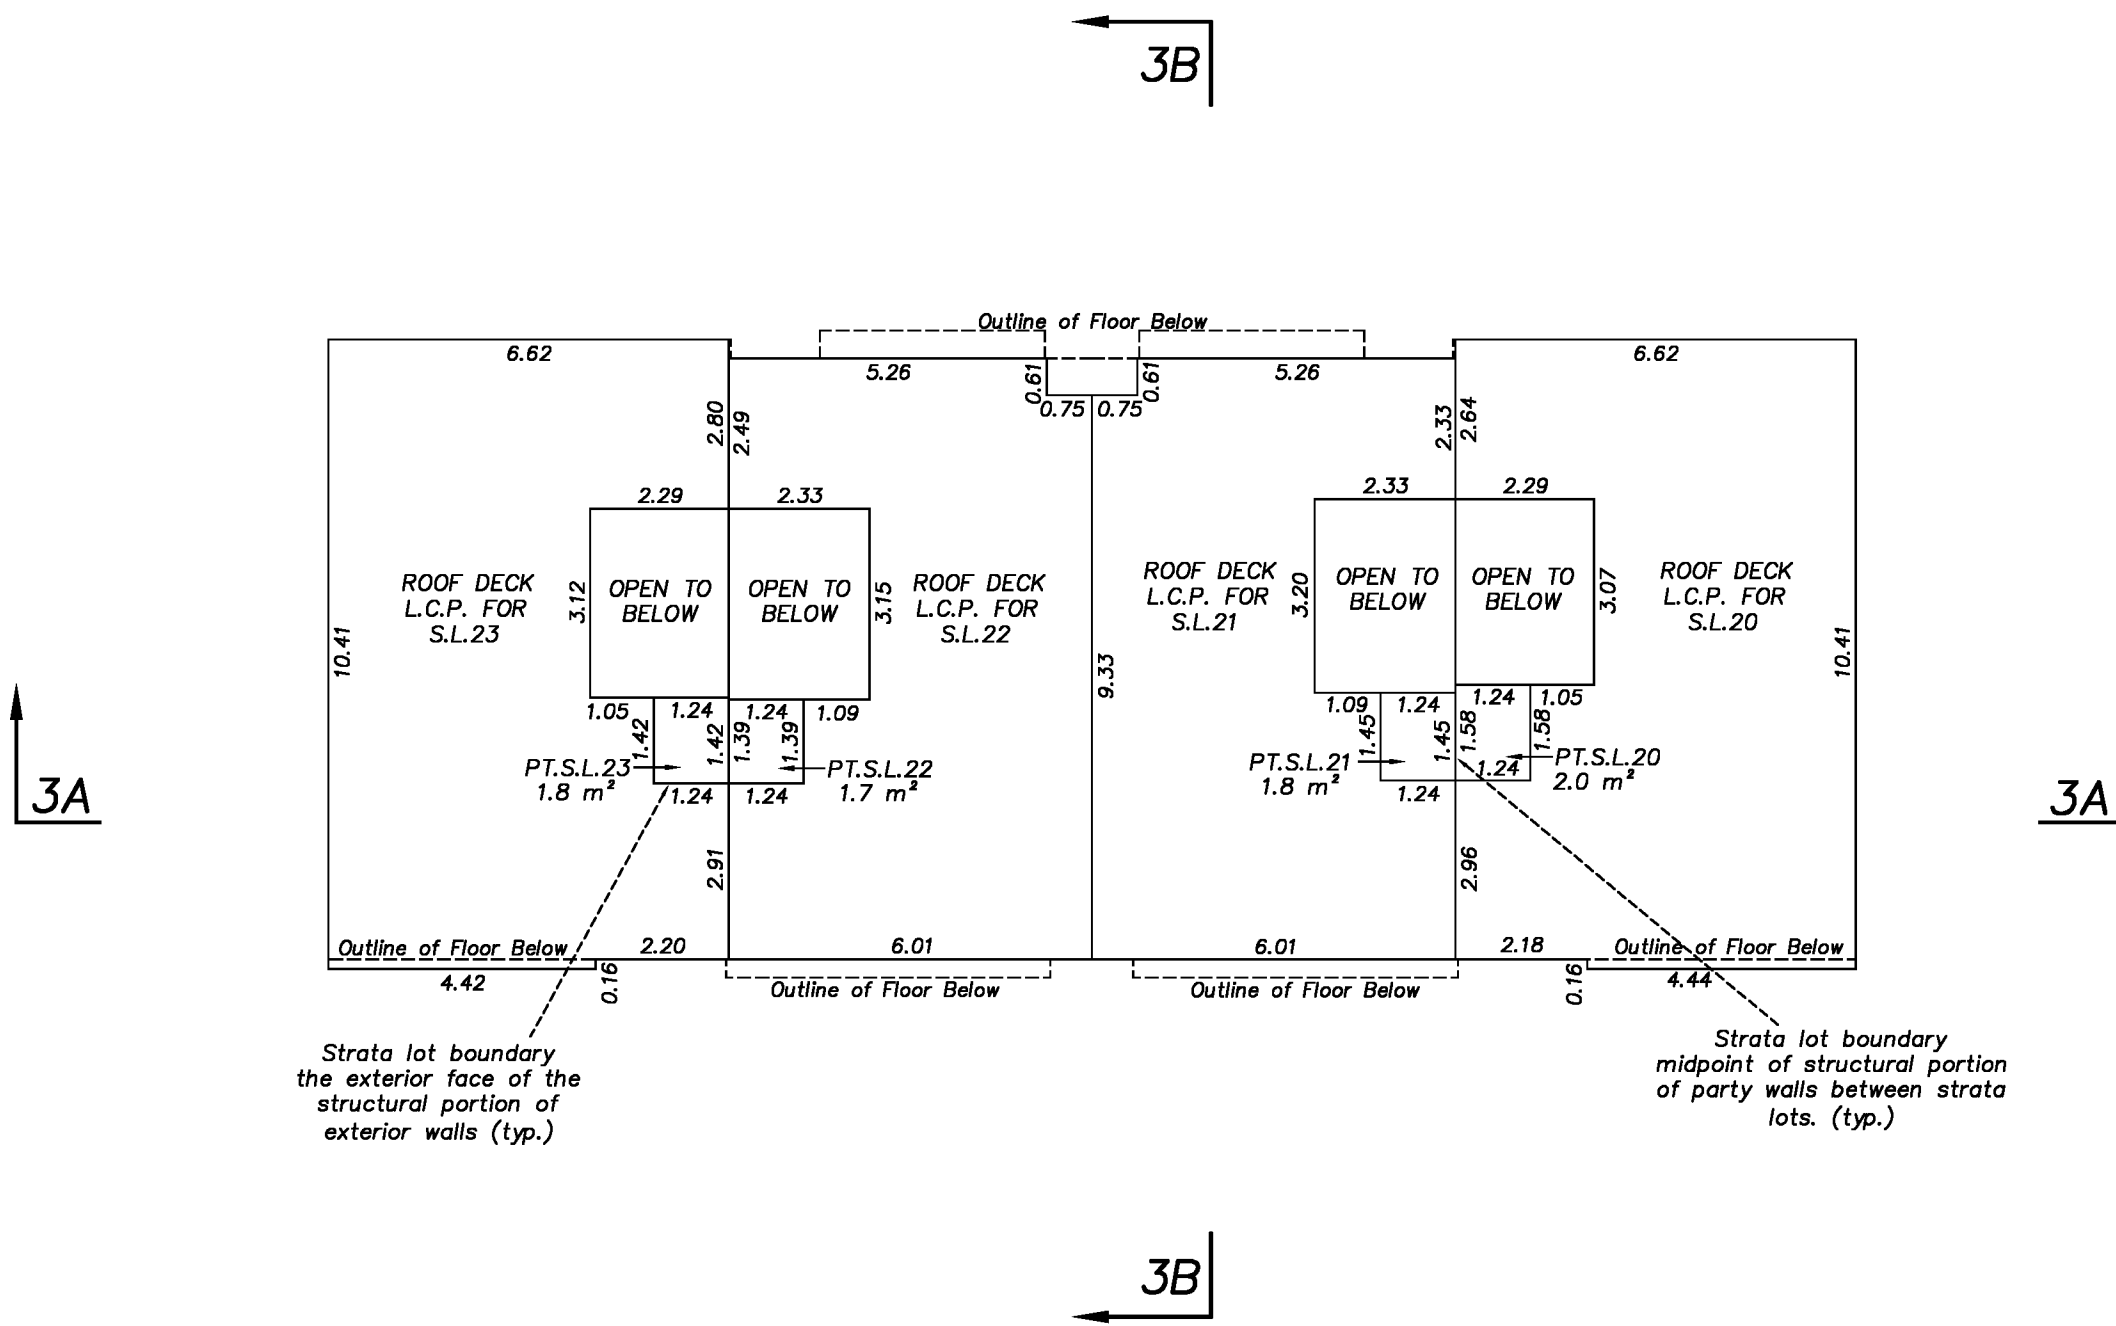 3B
Outline of Floor Below
6.62
5.26
0.61
0.61
5.26
6.62
0.75
0.75
2.80
2.49
2.33
2.64
2.29
2.33
2.33
2.29
ROOF DECK
L.C.P. FOR
S.L.23
3.12
OPEN TO
BELOW
OPEN TO
BELOW
3.15
ROOF DECK
L.C.P. FOR
S.L.22
ROOF DECK
L.C.P. FOR
S.L.21
3.20
OPEN TO
BELOW
OPEN TO
BELOW
3.07
ROOF DECK
L.C.P. FOR
S.L.20
10.41
9.33
10.41
1.05
1.24
1.24
1.09
1.09
1.24
1.24
1.05
1.42
1.42
1.39
1.39
1.45
1.45
1.58
1.58
PT.S.L.23
1.8 m²
PT.S.L.22
1.7 m²
PT.S.L.21
1.8 m²
PT.S.L.20
2.0 m²
1.24
1.24
1.24
1.24
3A
3A
2.91
2.96
Outline of Floor Below
2.20
6.01
6.01
2.18
Outline of Floor Below
4.42
0.16
Outline of Floor Below
Outline of Floor Below
0.16
4.44
Strata lot boundary
the exterior face of the
structural portion of
exterior walls (typ.)
Strata lot boundary
midpoint of structural portion
of party walls between strata
lots. (typ.)
3B